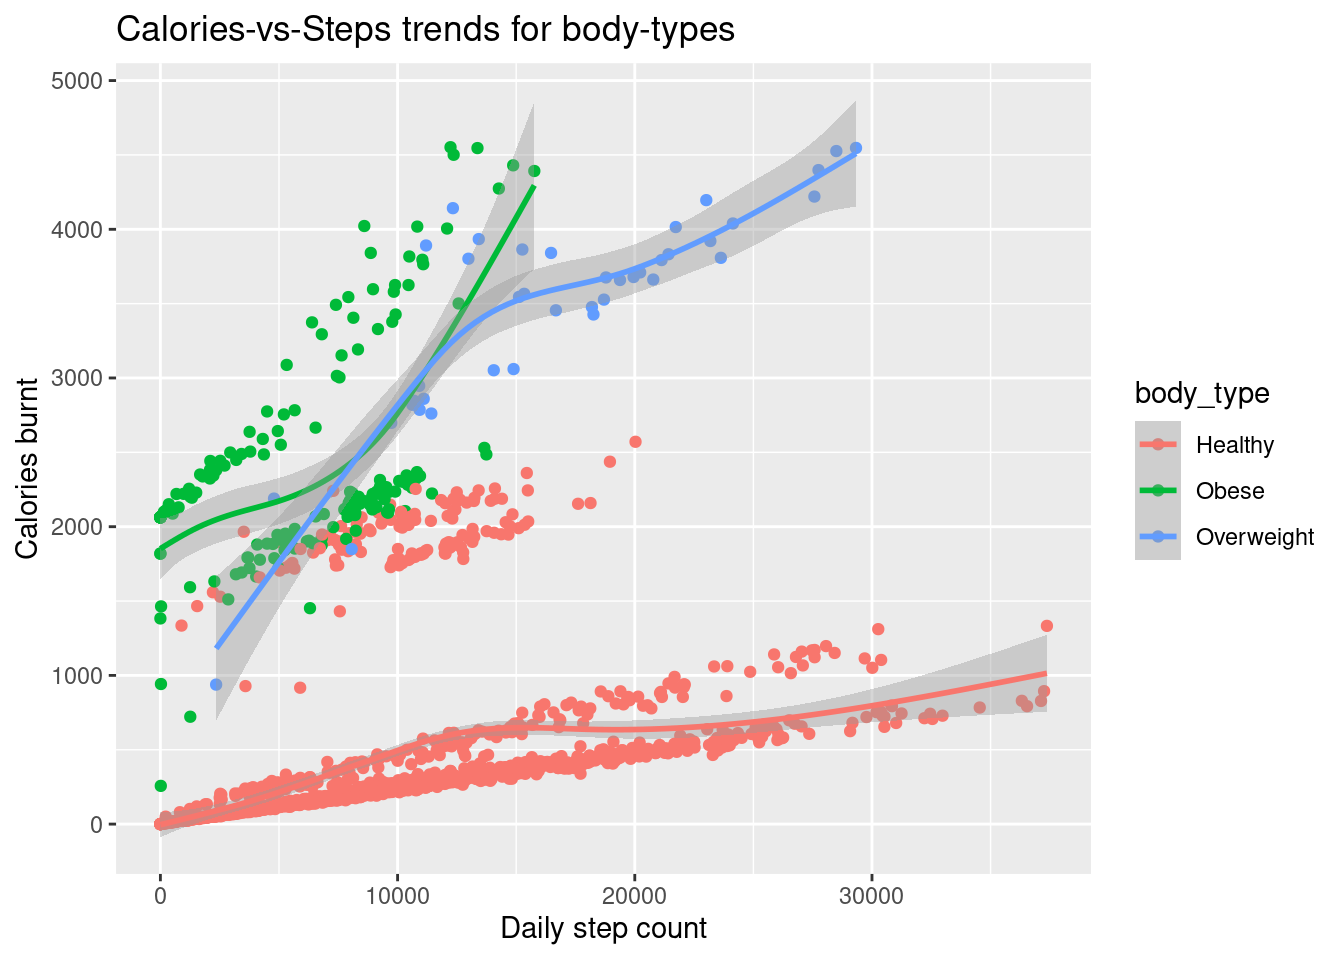 Calories-vs-Steps trends for body-types
5000
4000
3000
2000
1000
0
Calories burnt
0 10000 20000 30000
Daily step count
body_type
Healthy
Obese
Overweight